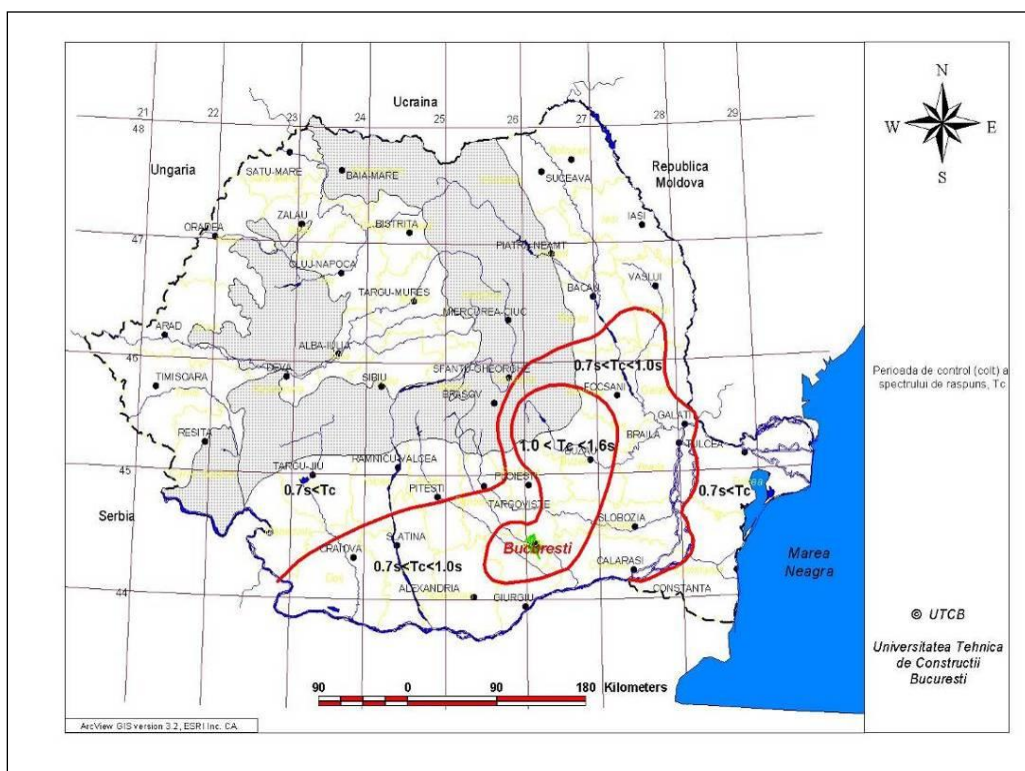 21
48
22
23
24
25
26
27
28
29
Ucraina
N
W E
S
Ungaria
Republica
Moldova
SATU-MARE
BAIA-MARE
SUCEAVA
ZALAU
BISTRITA
IASI
47
ORADEA
PIATRA-NEAMT
CLUJ-NAPOCA
TARGU-MURES
BACAU
VASLUI
MIERCUREA-CIUC
ARAD
ALBA-IULIA
46
0.7s<Tc<1.0s
Perioada de control (colt) a
spectrului de raspuns, Tc
TIMISOARA
DEVA
SIBIU
SFANTU-GHEORGHE
FOCSANI
BRASOV
GALATI
RESITA
1.0 < Tc <1.6s
BRAILA
TULCEA
BUZAU
45
TARGU-JIU
RAMNICU-VALCEA
0.7s<Tc
PITESTI
PLOIESTI
0.7s<Tc
TARGOVISTE
Serbia
SLOBOZIA
CRAIOVA
SLATINA
Bucuresti
Marea
Neagra
0.7s<Tc<1.0s
CALARASI
44
ALEXANDRIA
GIURGIU
CONSTANTA
© UTCB
Universitatea Tehnica
de Constructii
Bucuresti
90 0 90 180 Kilometers
ArcView GIS version 3.2, ESRI Inc. CA.